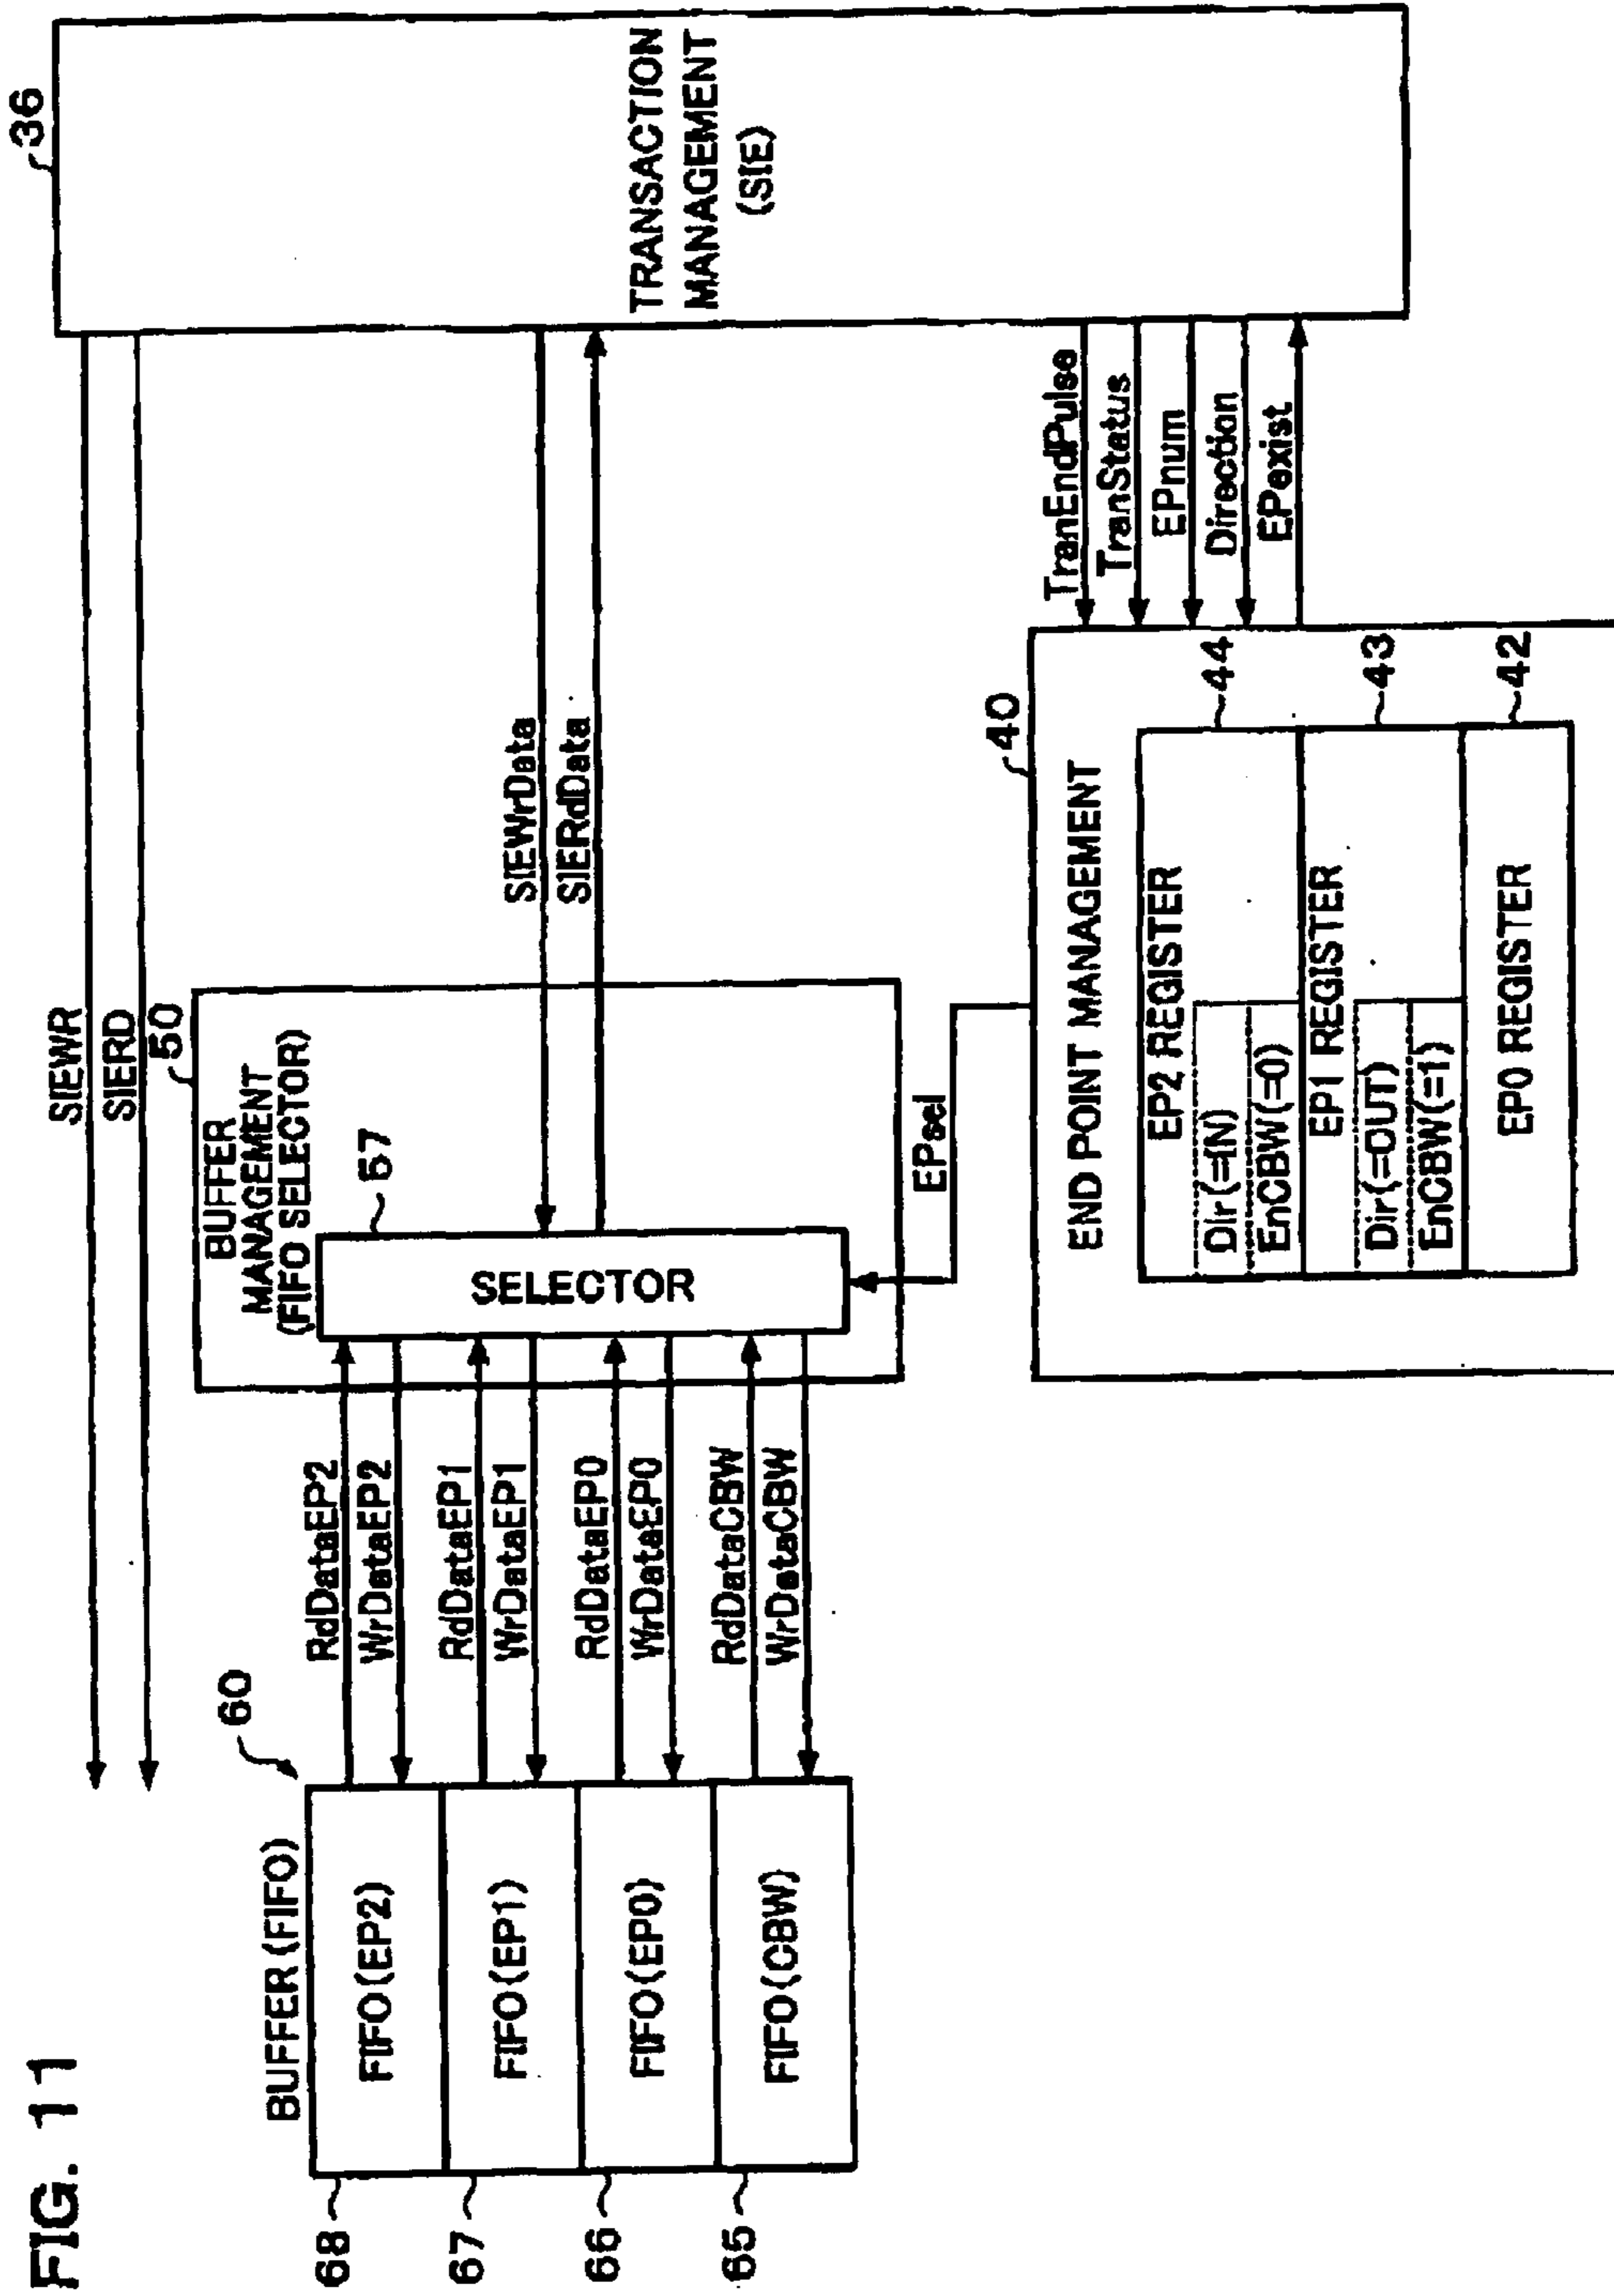 FIG. 11
BUFFER (FIFO)
60
68
FIFO(EP2)
67
FIFO(EP1)
66
FIFO(EP0)
65
FIFO(CBW)
RdDataEP2
WrDataEP2
RdDataEP1
WrDataEP1
RdDataEP0
WrDataEP0
RdDataCBW
WrDataCBW
SIEWR
SIERD
50
BUFFER
MANAGEMENT
(FIFO SELECTOR)
57
SELECTOR
EPsel
SIEWrData
SIERdData
40
END POINT MANAGEMENT
EP2 REGISTER
44
Dir(=IN)
EnCBW(=0)
EP1 REGISTER
43
Dir(=OUT)
EnCBW(=1)
EP0 REGISTER
42
TranEndPulse
TranStatus
EPnum
Direction
EPexist
36
TRANSACTION
MANAGEMENT
(SIE)